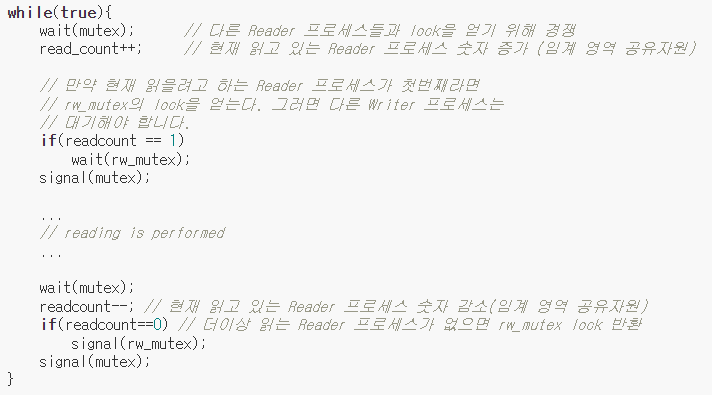 while(true){
    wait(mutex);      // 다른 Reader 프로세스들과 lock을 얻기 위해 경쟁
    read_count++;     // 현재 읽고 있는 Reader 프로세스 숫자 증가 (임계 영역 공유자원)
    // 만약 현재 읽을려고 하는 Reader 프로세스가 첫번째라면
    // rw_mutex의 lock을 얻는다. 그러면 다른 Writer 프로세스는
    // 대기해야 합니다.
    if(readcount == 1)
        wait(rw_mutex);
    signal(mutex);
    ...
    // reading is performed
    ...
    wait(mutex);
    readcount--; // 현재 읽고 있는 Reader 프로세스 숫자 감소(임계 영역 공유자원)
    if(readcount==0) // 더이상 읽는 Reader 프로세스가 없으면 rw_mutex lock 반환
        signal(rw_mutex);
    signal(mutex);
}